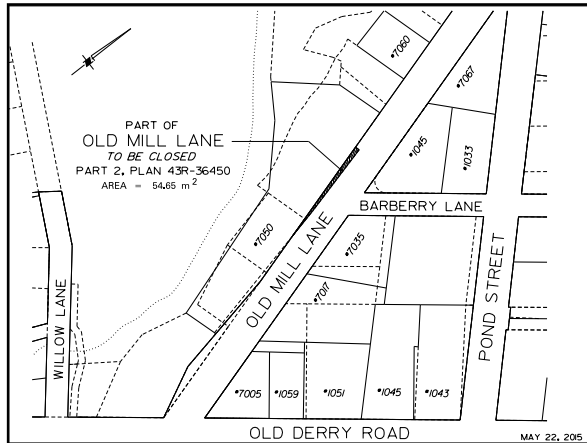 PART OF
OLD MILL LANE
TO BE CLOSED
PART 2, PLAN 43R-36450
AREA = 54.65 m²
7060
7067
1045
1033
BARBERRY LANE
7050
OLD MILL LANE
7035
7017
WILLOW LANE
POND STREET
7005
1059
1051
1045
1043
OLD DERRY ROAD
MAY 22, 2015